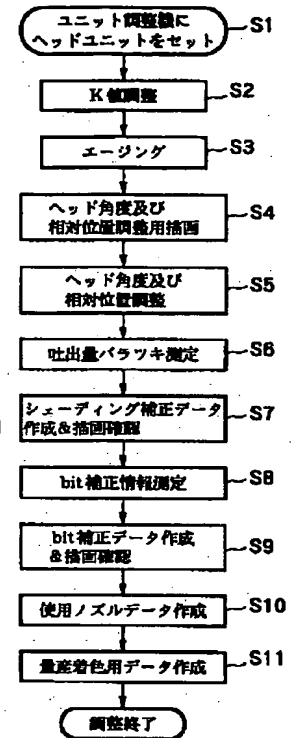 ユニット調整機に
ヘッドユニットをセット
S1
K値調整
S2
エージング
S3
ヘッド角度及び
相対位置調整用描画
S4
ヘッド角度及び
相対位置調整
S5
吐出量バラツキ測定
S6
シェーディング補正データ
作成&描画確認
S7
bit補正情報測定
S8
bit補正データ作成
&描画確認
S9
使用ノズルデータ作成
S10
量産着色用データ作成
S11
調整終了